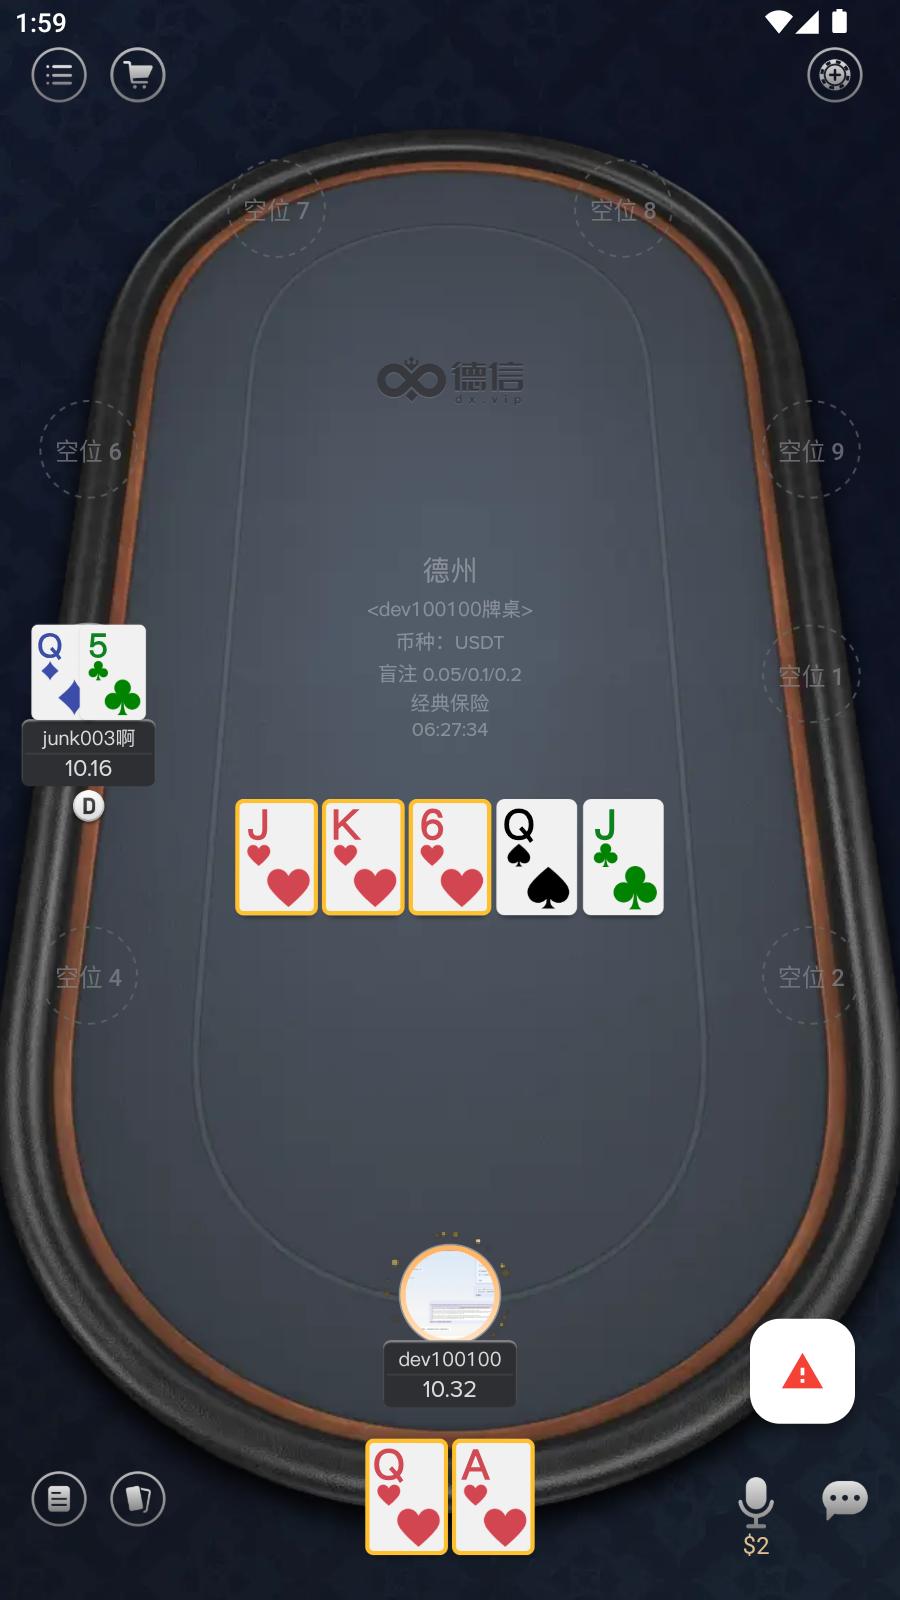 1:59
空位 7
空位 8
德信
dx.vip
空位 6
空位 9
德州
<dev100100牌桌>
币种：USDT
盲注 0.05/0.1/0.2
经典保险
06:27:34
空位 1
Q
5
junk003啊
10.16
D
J
K
6
Q
J
空位 4
空位 2
dev100100
10.32
Q
A
$2